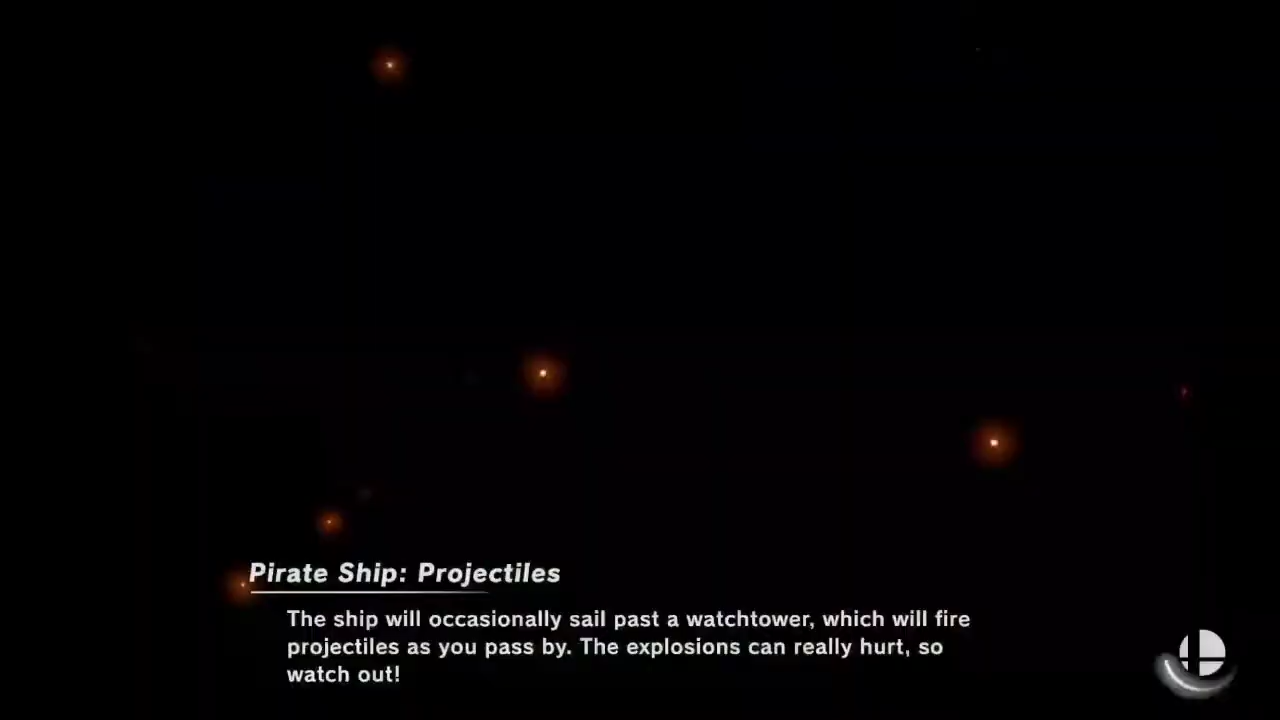 Pirate Ship: Projectiles
The ship will occasionally sail past a watchtower, which will fire
projectiles as you pass by. The explosions can really hurt, so
watch out!